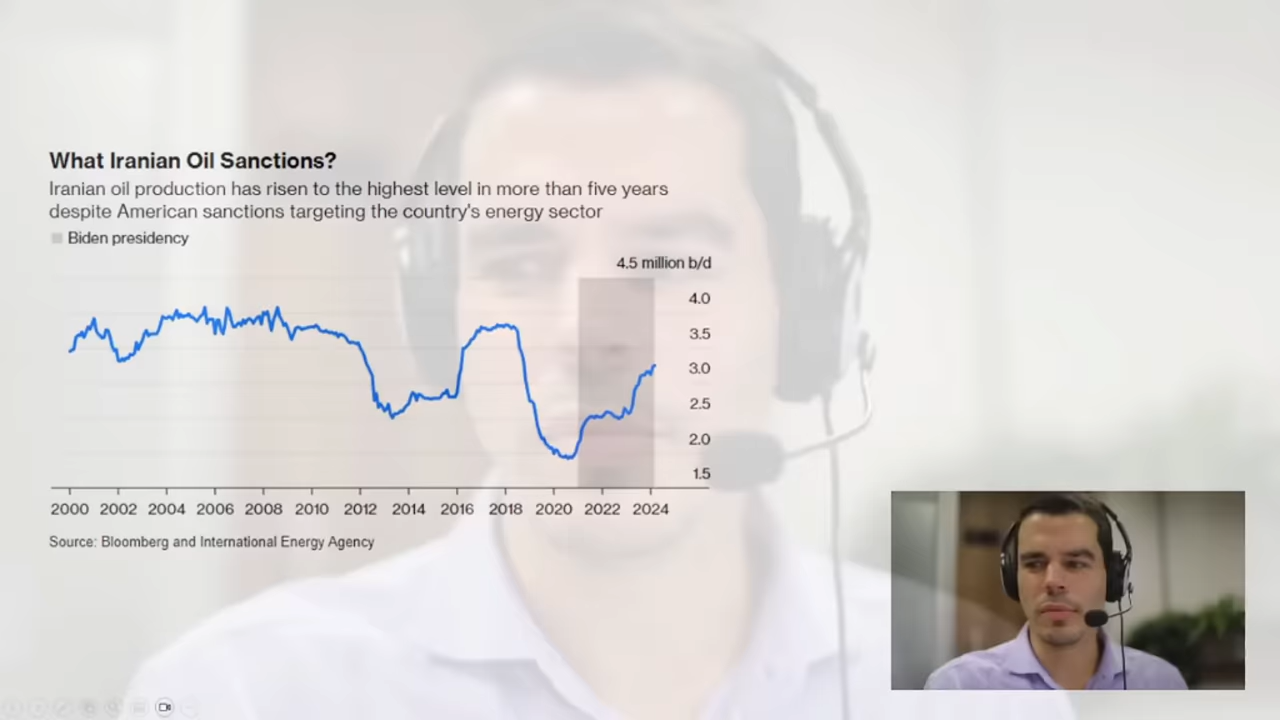 What Iranian Oil Sanctions?
Iranian oil production has risen to the highest level in more than five years
despite American sanctions targeting the country's energy sector
Biden presidency
4.5 million b/d
4.0
3.5
3.0
2.5
2.0
1.5
2000 2002 2004 2006 2008 2010 2012 2014 2016 2018 2020 2022 2024
Source: Bloomberg and International Energy Agency